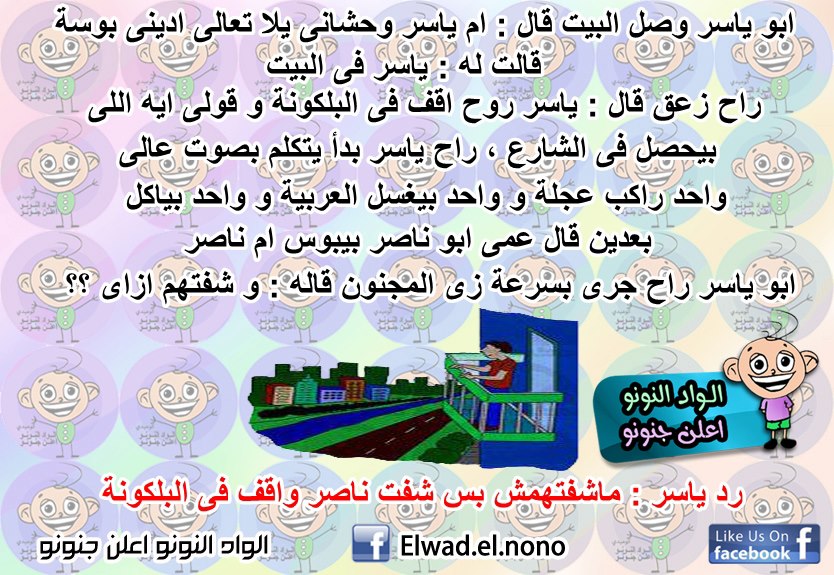 ابو ياسر وصل البيت قال : ام ياسر وحشانى يلا تعالى ادينى بوسة
قالت له : ياسر فى البيت
راح زعق قال : ياسر روح اقف فى البلكونة و قولى ايه اللى
بيحصل فى الشارع ، راح ياسر بدأ يتكلم بصوت عالى
واحد راكب عجلة و واحد بيغسل العربية و واحد بياكل
بعدين قال عمى ابو ناصر بيبوس ام ناصر
ابو ياسر راح جرى بسرعة زى المجنون قاله : و شفتهم ازاى ؟؟
الواد النونو
اعلن جنونو
رد ياسر : ماشفتهمش بس شفت ناصر واقف فى البلكونة
الواد النونو اعلن جنونو
f Elwad.el.nono
Like Us On
facebook